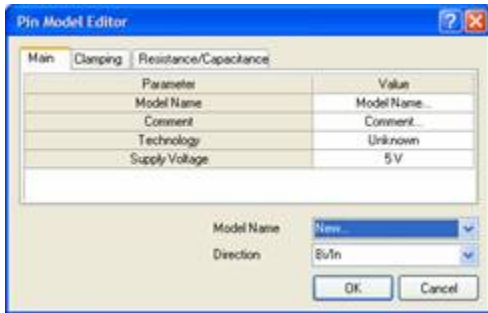 Pin Model Editor
Main Clamping Resistance/Capacitance
Parameter Value
Model Name Model Name...
Comment Comment...
Technology Unknown
Supply Voltage 5 V
Model Name New...
Direction Bi/In
OK Cancel